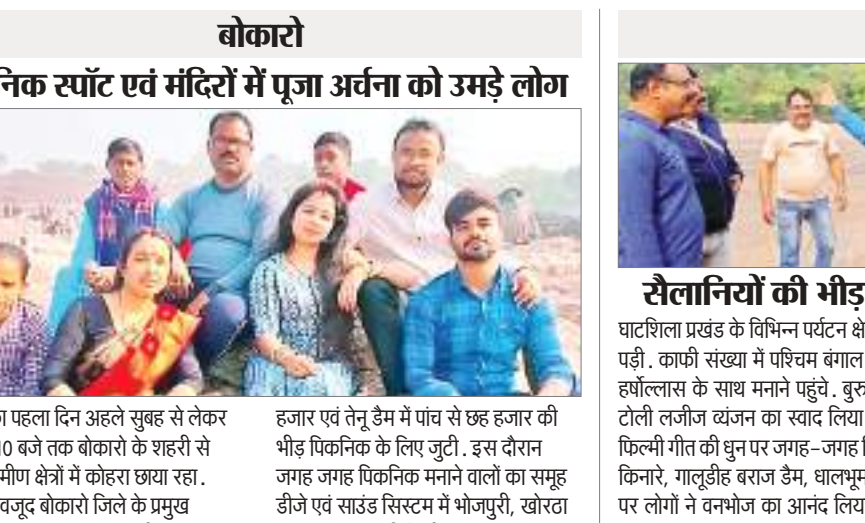 बोकारो
निक स्पॉट एवं मंदिरों में पूजा अर्चना को उमड़े लोग
पहला दिन अहले सुबह से लेकर
10 बजे तक बोकारो के शहरी से
मीण क्षेत्रों में कोहरा छाया रहा.
वजूद बोकारो जिले के प्रमुख
हजार एवं तेनू डैम में पांच से छह हजार की
भीड़ पिकनिक के लिए जुटी. इस दौरान
जगह जगह पिकनिक मनाने वालों का समूह
डीजे एवं साउंड सिस्टम में भोजपुरी, खोरठा
सैलानियों की भीड़
घाटशिला प्रखंड के विभिन्न पर्यटन क्षे
पड़ी. काफी संख्या में पश्चिम बंगाल
हर्षोल्लास के साथ मनाने पहुंचे. बुरु
टोली लजीज व्यंजन का स्वाद लिया
फिल्मी गीत की धुन पर जगह-जगह
किनारे, गालूडीह बराज डैम, धालभूम
पर लोगों ने वनभोज का आनंद लिया